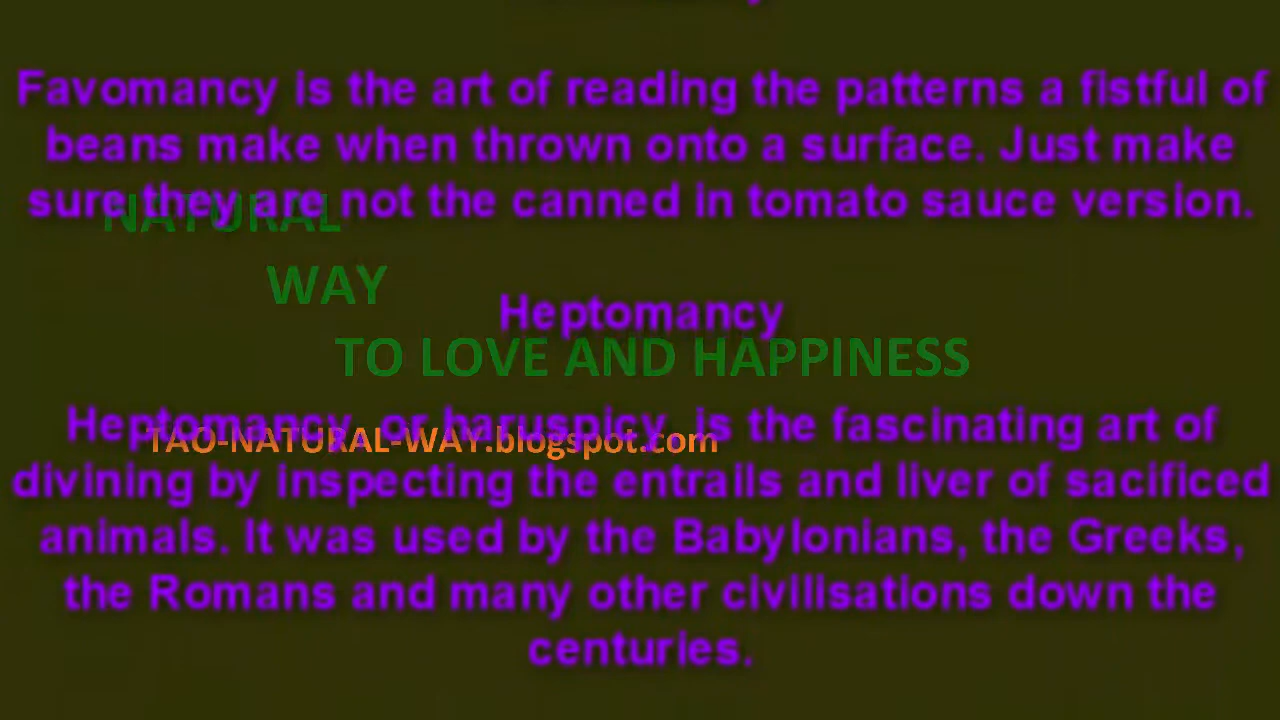 Favomancy is the art of reading the patterns a fistful of
beans make when thrown onto a surface. Just make
sure they are not the canned in tomato sauce version.
NATURAL
WAY
Heptomancy
TO LOVE AND HAPPINESS
Heptomancy, or haruspicy, is the fascinating art of
TAO-NATURAL-WAY.blogspot.com
divining by inspecting the entrails and liver of sacificed
animals. It was used by the Babylonians, the Greeks,
the Romans and many other civilisations down the
centuries.